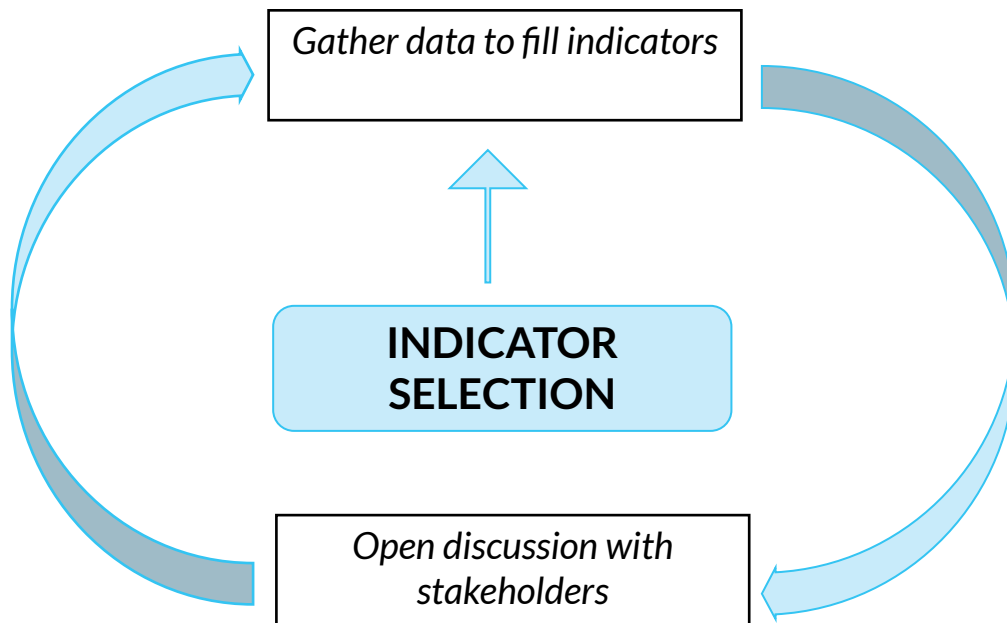 Gather data to fill indicators
INDICATOR
SELECTION
Open discussion with
stakeholders